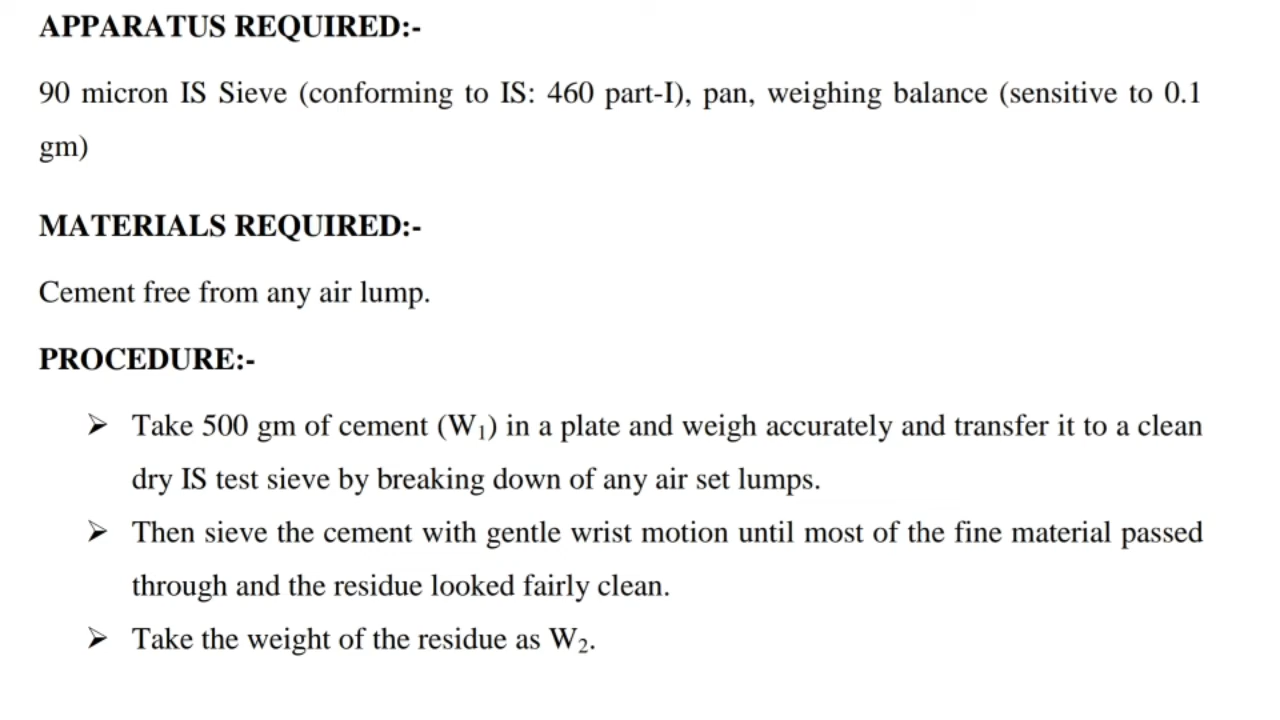 APPARATUS REQUIRED:-
90 micron IS Sieve (conforming to IS: 460 part-I), pan, weighing balance (sensitive to 0.1
gm)
MATERIALS REQUIRED:-
Cement free from any air lump.
PROCEDURE:-
➢ Take 500 gm of cement (W₁) in a plate and weigh accurately and transfer it to a clean
dry IS test sieve by breaking down of any air set lumps.
➢ Then sieve the cement with gentle wrist motion until most of the fine material passed
through and the residue looked fairly clean.
➢ Take the weight of the residue as W₂.